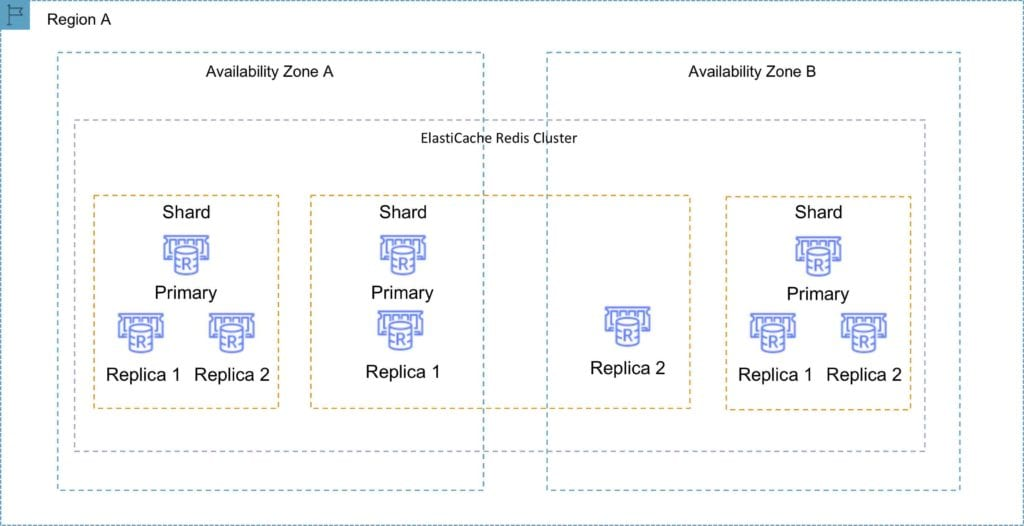 Region A
Availability Zone A
Availability Zone B
ElastiCache Redis Cluster
Shard
R
Primary
R
R
Replica 1
Replica 2
Shard
R
Primary
R
Replica 1
R
Replica 2
Shard
R
Primary
R
R
Replica 1
Replica 2